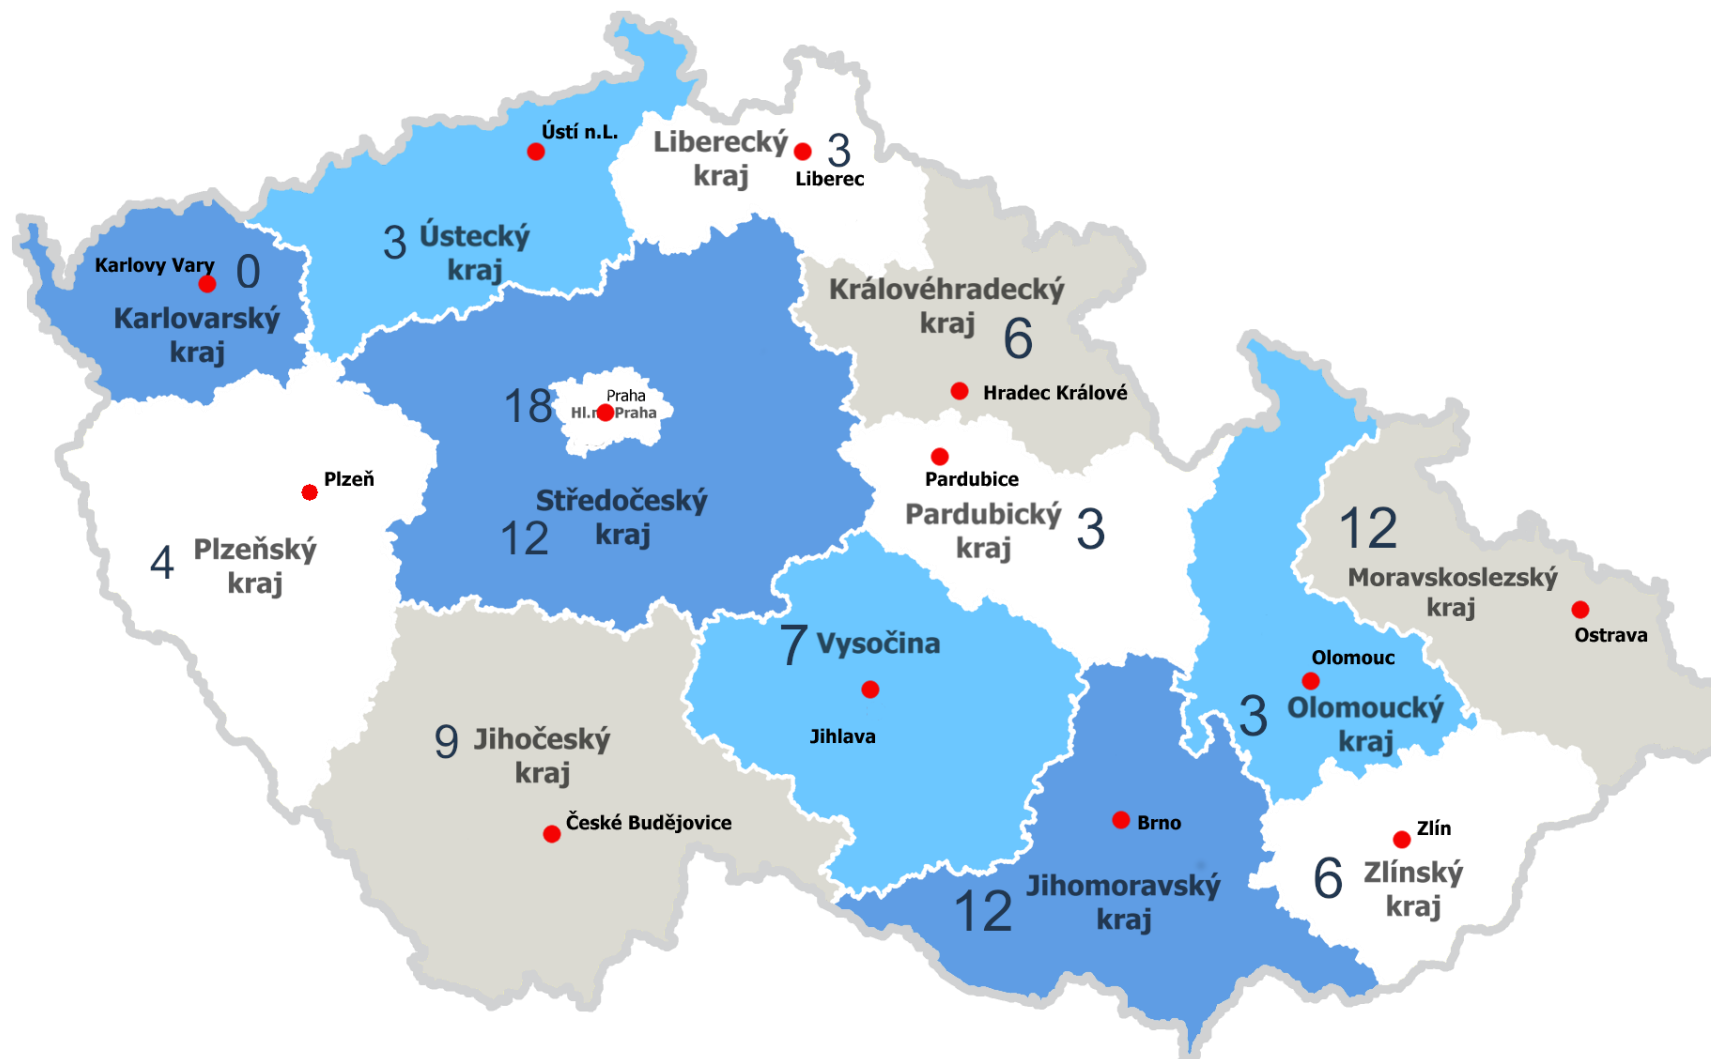 Ústí n.L.
Liberecký
kraj
3
Liberec
3
Ústecký
kraj
Karlovy Vary
0
Karlovarský
kraj
Královéhradecký
kraj
6
Hradec Králové
18
Praha
Hl.m Praha
Pardubice
Pardubický
kraj
3
Plzeň
4
Plzeňský
kraj
Středočeský
kraj
12
12
Moravskoslezský
kraj
Ostrava
7
Vysočina
Jihlava
Olomouc
3
Olomoucký
kraj
9
Jihočeský
kraj
České Budějovice
Brno
12
Jihomoravský
kraj
Zlín
6
Zlínský
kraj